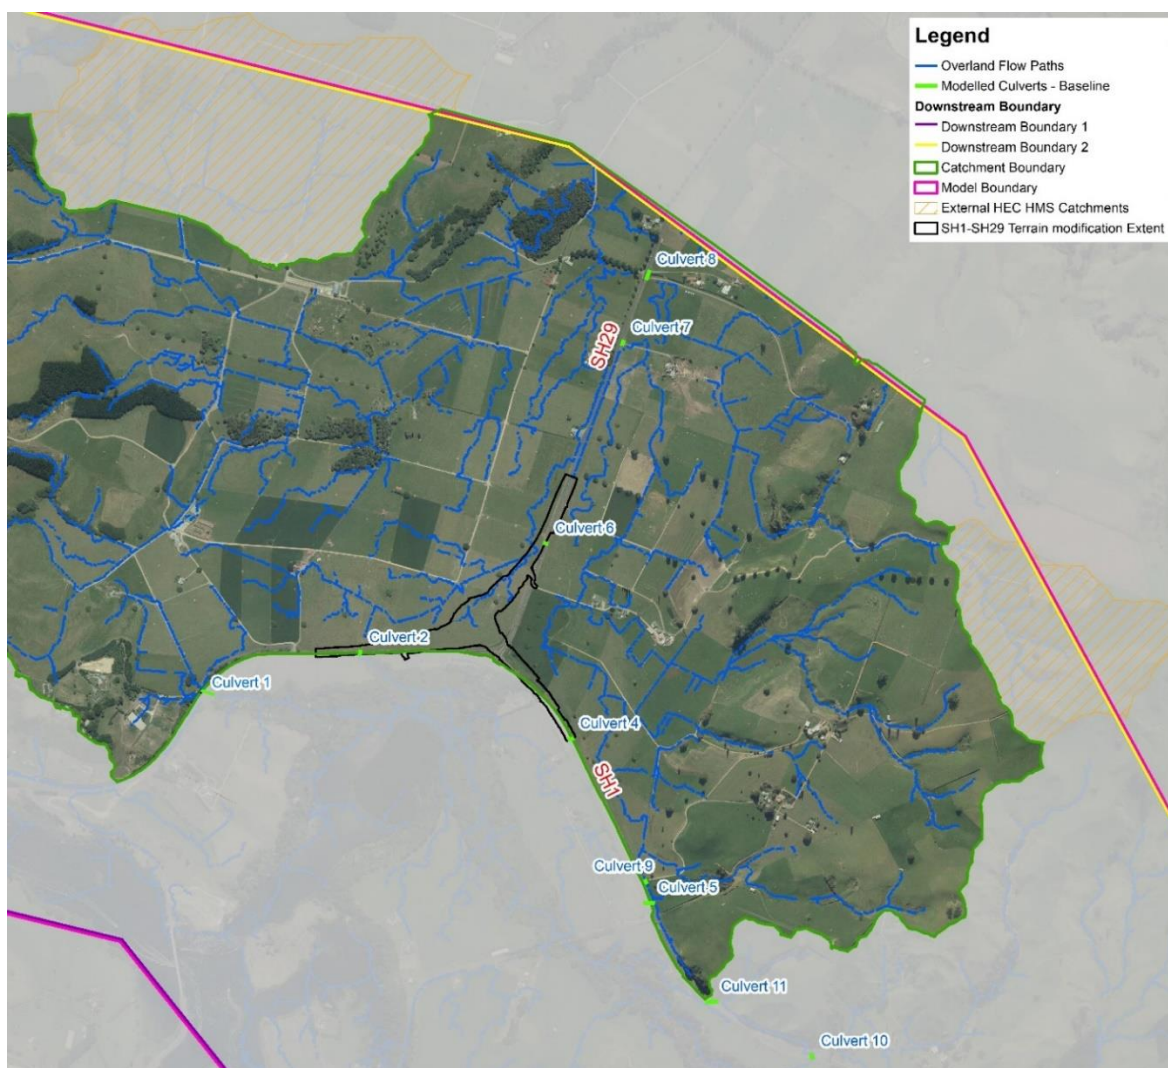 Legend
Overland Flow Paths
Modelled Culverts - Baseline
Downstream Boundary
Downstream Boundary 1
Downstream Boundary 2
Catchment Boundary
Model Boundary
External HEC HMS Catchments
SH1-SH29 Terrain modification Extent
Culvert 8
Culvert 7
SH29
Culvert 6
Culvert 2
Culvert 1
Culvert 4
SH1
Culvert 9
Culvert 5
Culvert 11
Culvert 10